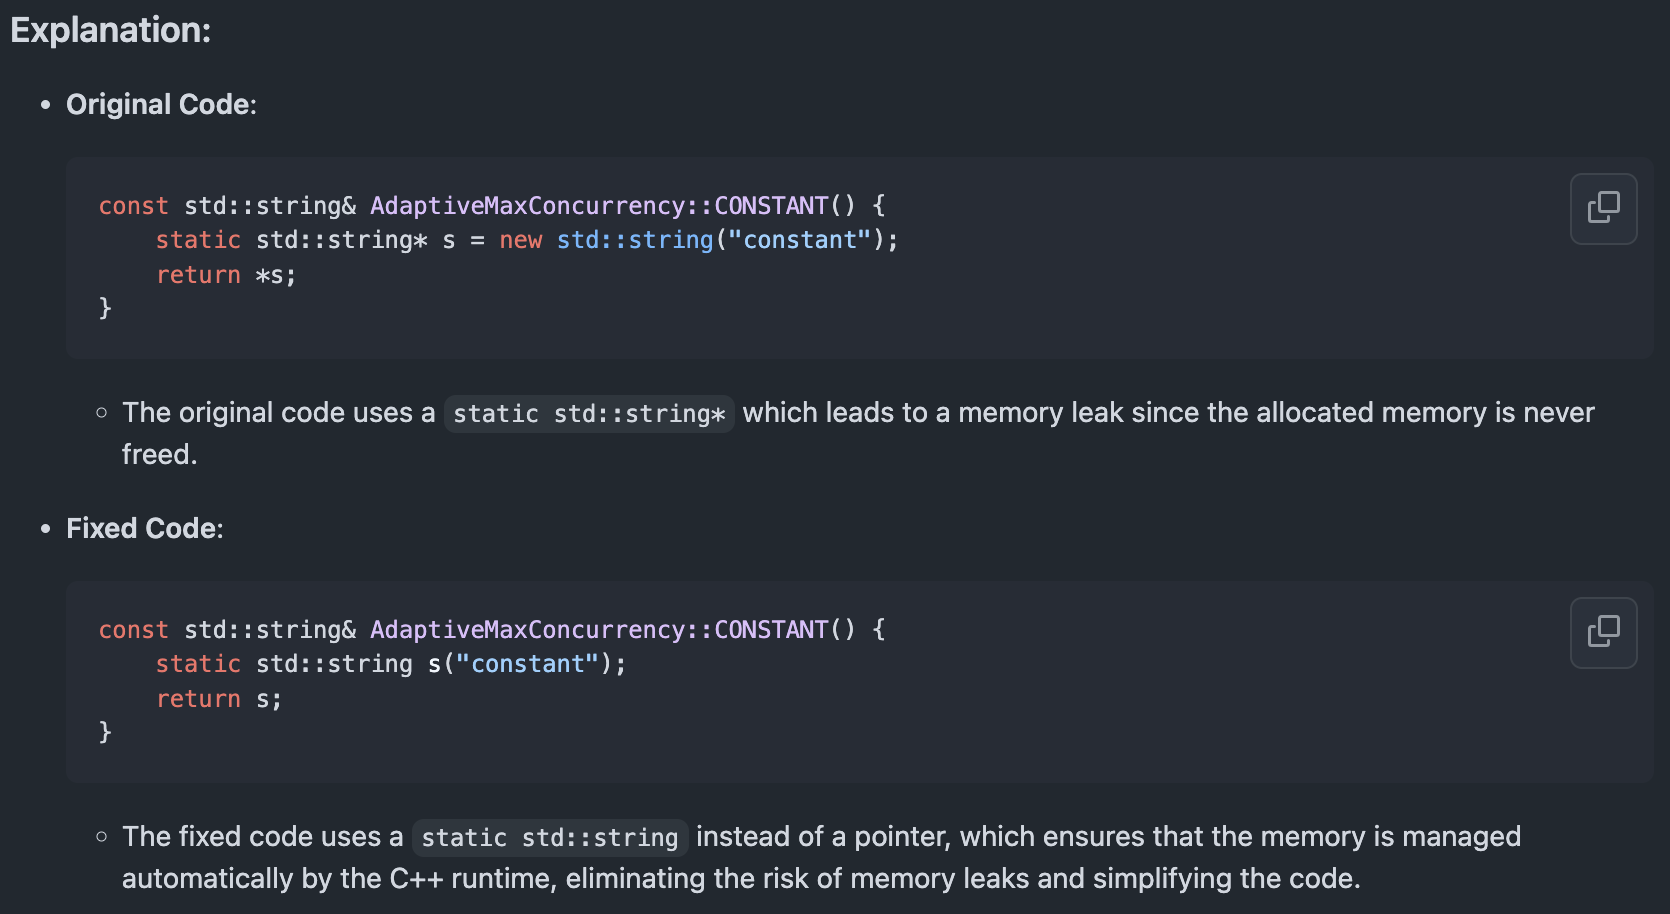 Explanation:
• Original Code:
const std::string& AdaptiveMaxConcurrency::CONSTANT() {
    static std::string* s = new std::string("constant");
    return *s;
}
◦ The original code uses a static std::string* which leads to a memory leak since the allocated memory is never
freed.
• Fixed Code:
const std::string& AdaptiveMaxConcurrency::CONSTANT() {
    static std::string s("constant");
    return s;
}
◦ The fixed code uses a static std::string instead of a pointer, which ensures that the memory is managed
automatically by the C++ runtime, eliminating the risk of memory leaks and simplifying the code.